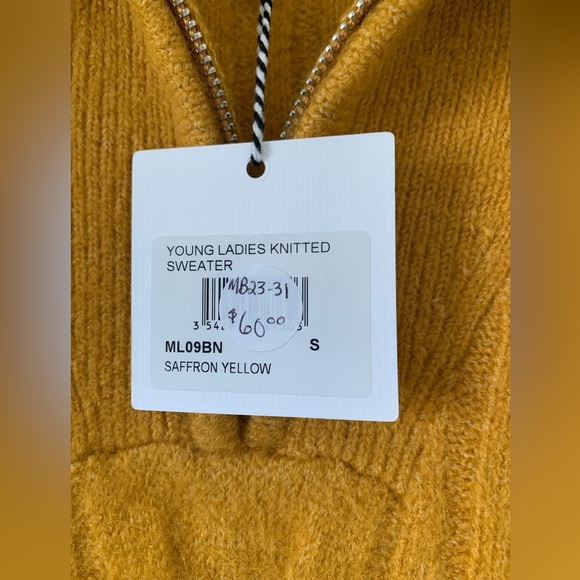 YOUNG LADIES KNITTED
SWEATER
MB23-31
$60.00
ML09BN S
SAFFRON YELLOW